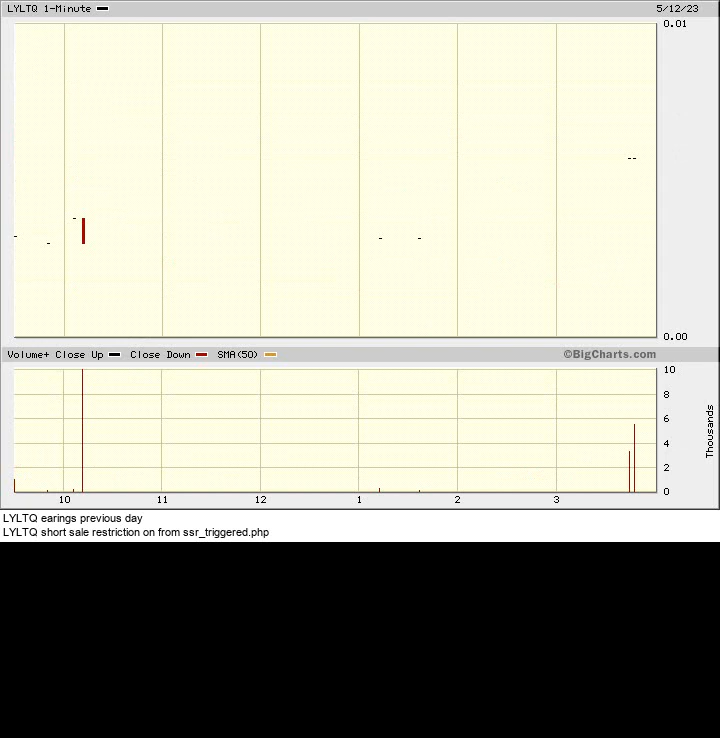 LYLTQ 1-Minute 5/12/23
0.01
0.00
Volume+ Close Up Close Down SMA(50) ©BigCharts.com
10
8
6
4
2
0
Thousands
10 11 12 1 2 3
LYLTQ earings previous day
LYLTQ short sale restriction on from ssr_triggered.php